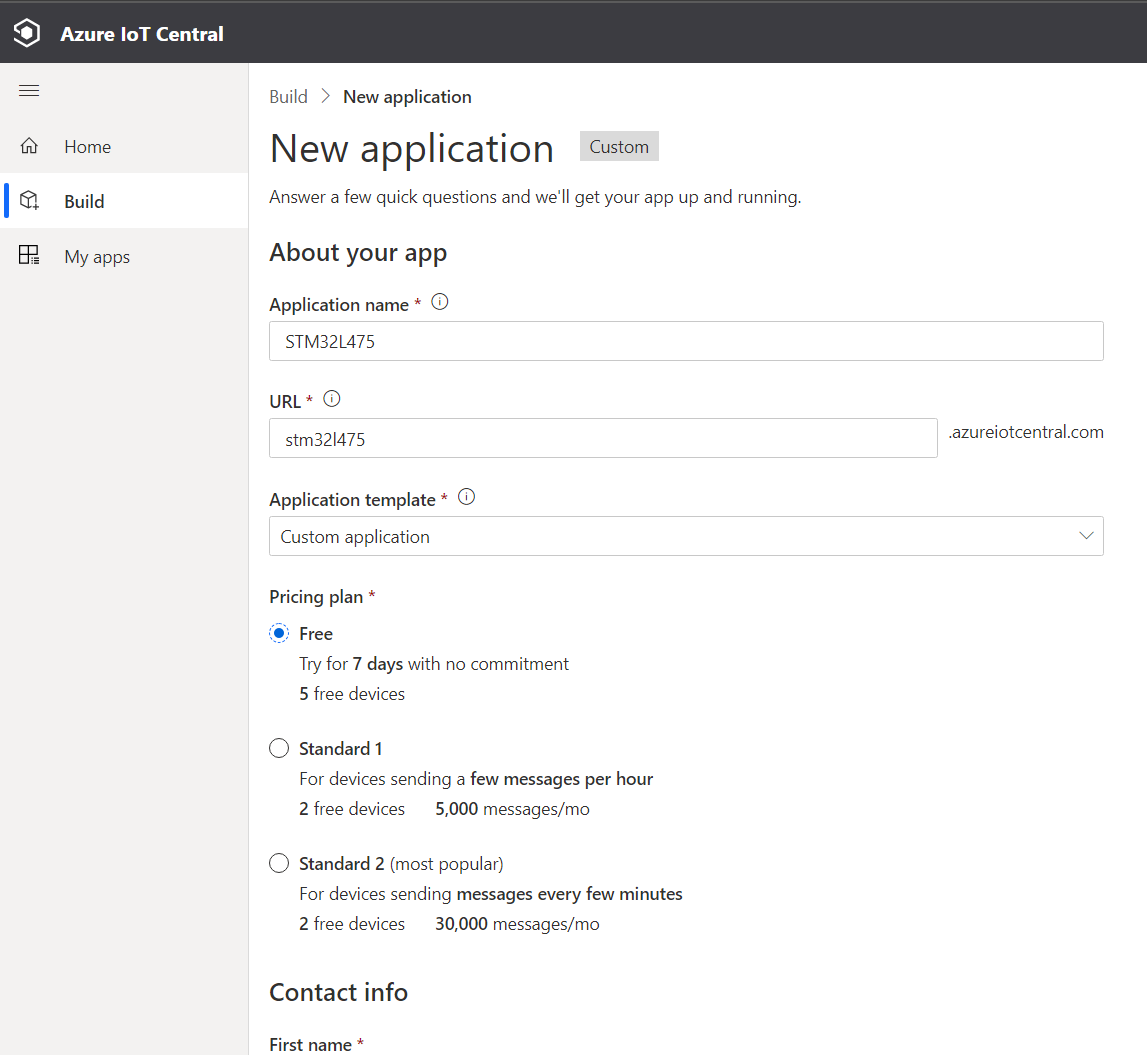 Azure IoT Central
Home
Build
My apps
Build > New application
New application Custom
Answer a few quick questions and we'll get your app up and running.
About your app
Application name *
STM32L475
URL *
stm32l475 .azureiotcentral.com
Application template *
Custom application
Pricing plan *
Free
Try for 7 days with no commitment
5 free devices
Standard 1
For devices sending a few messages per hour
2 free devices 5,000 messages/mo
Standard 2 (most popular)
For devices sending messages every few minutes
2 free devices 30,000 messages/mo
Contact info
First name *